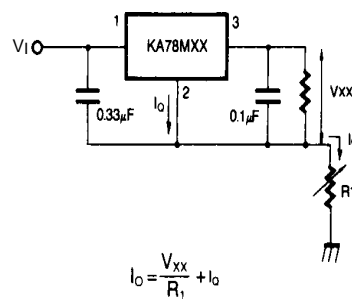 1
KA78MXX
3
VI
2
IQ
0.33μF
0.1μF
VXX
R1
IO = VXX / R1 + IQ